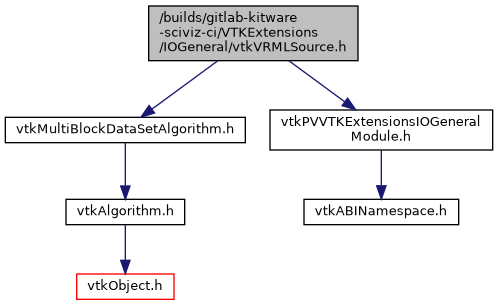 /builds/gitlab-kitware
-sciviz-ci/VTKExtensions
/IOGeneral/vtkVRMLSource.h
vtkMultiBlockDataSetAlgorithm.h
vtkPVVTKExtensionsIOGeneral
Module.h
vtkAlgorithm.h
vtkABINamespace.h
vtkObject.h